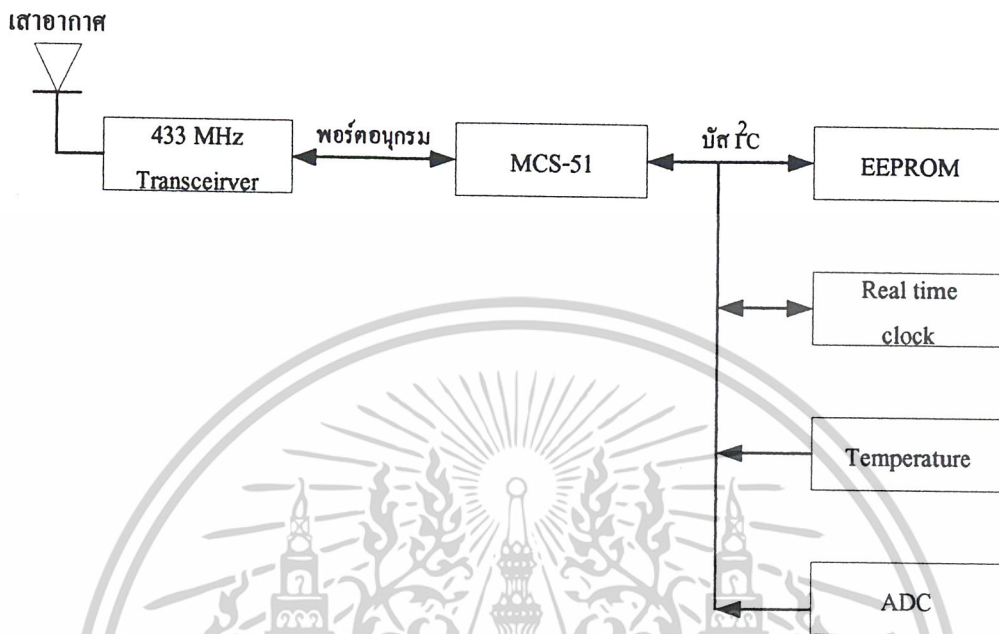 เสาอากาศ
433 MHz
Transceirver
พอร์ตอนุกรม
MCS-51
บัส I²C
EEPROM
Real time
clock
Temperature
ADC